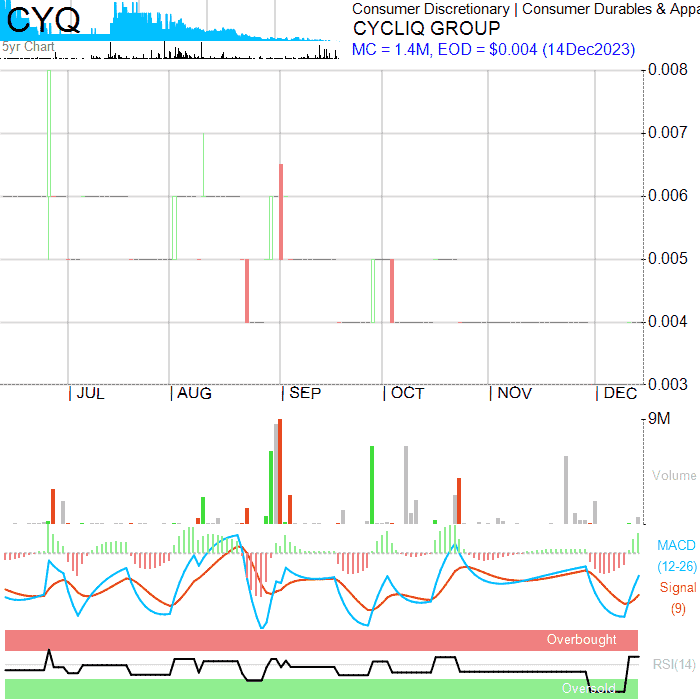 CYQ
5yr Chart
Consumer Discretionary | Consumer Durables & Appa
CYCLIQ GROUP
MC = 1.4M, EOD = $0.004 (14Dec2023)
0.008
0.007
0.006
0.005
0.004
0.003
JUL AUG SEP OCT NOV DEC
9M
Volume
MACD
(12-26)
Signal
(9)
Overbought
RSI(14)
Oversold